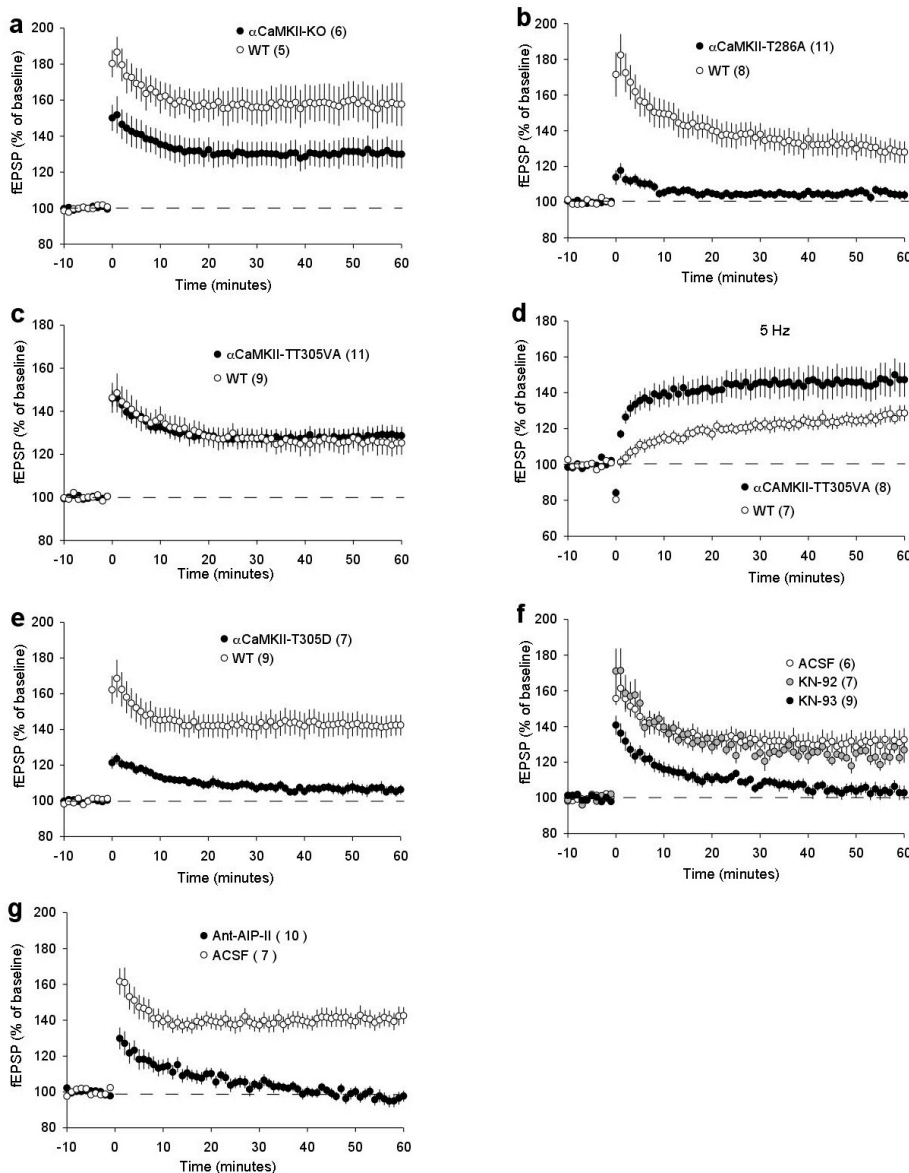 a
αCaMKII-KO (6)
WT (5)
fEPSP (% of baseline)
200
180
160
140
120
100
80
-10 0 10 20 30 40 50 60
Time (minutes)
b
αCaMKII-T286A (11)
WT (8)
fEPSP (% of baseline)
200
180
160
140
120
100
80
-10 0 10 20 30 40 50 60
Time (minutes)
c
αCaMKII-TT305VA (11)
WT (9)
fEPSP (% of baseline)
180
160
140
120
100
80
-10 0 10 20 30 40 50 60
Time (minutes)
d
5 Hz
αCAMKII-TT305VA (8)
WT (7)
fEPSP (% of baseline)
180
160
140
120
100
80
60
-10 0 10 20 30 40 50 60
Time (minutes)
e
αCaMKII-T305D (7)
WT (9)
fEPSP (% of baseline)
200
180
160
140
120
100
80
-10 0 10 20 30 40 50 60
Time (minutes)
f
ACSF (6)
KN-92 (7)
KN-93 (9)
fEPSP (% of baseline)
200
180
160
140
120
100
80
-10 0 10 20 30 40 50 60
Time (minutes)
g
Ant-AIP-II ( 10 )
ACSF ( 7 )
fEPSP (% of baseline)
200
180
160
140
120
100
80
-10 0 10 20 30 40 50 60
Time (minutes)